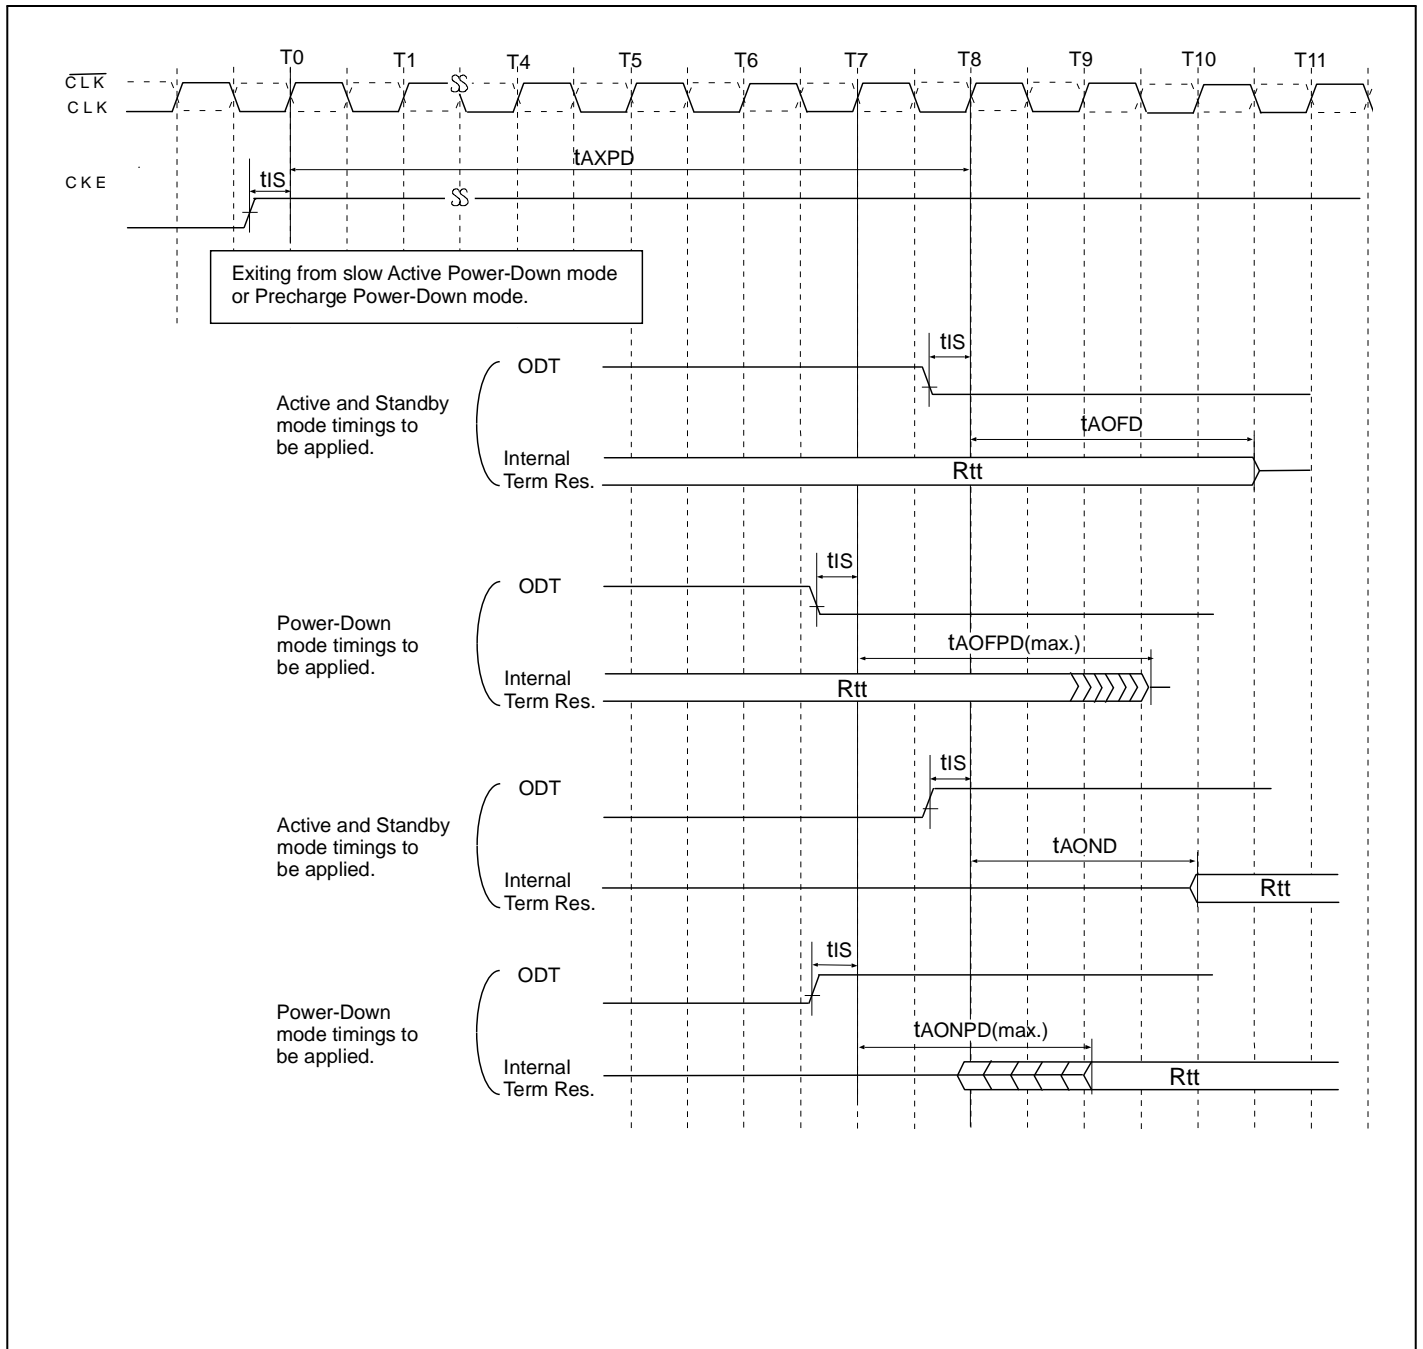 T0 T1 T4 T5 T6 T7 T8 T9 T10 T11
CLK
CLK
tAXPD
CKE
tIS
Exiting from slow Active Power-Down mode
or Precharge Power-Down mode.
tIS
ODT
Active and Standby
mode timings to
be applied.
tAOFD
Internal
Term Res.
Rtt
tIS
ODT
Power-Down
mode timings to
be applied.
tAOFPD(max.)
Internal
Term Res.
Rtt
tIS
ODT
Active and Standby
mode timings to
be applied.
tAOND
Internal
Term Res.
Rtt
tIS
ODT
Power-Down
mode timings to
be applied.
tAONPD(max.)
Internal
Term Res.
Rtt